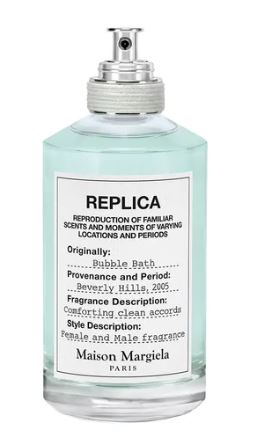 REPLICA
REPRODUCTION OF FAMILIAR
SCENTS AND MOMENTS OF VARYING
LOCATIONS AND PERIODS
Originally:
Bubble Bath
Provenance and Period:
Beverly Hills, 2005
Fragrance Description:
Comforting clean accords
Style Description:
Female and Male fragrance
Maison Margiela
PARIS